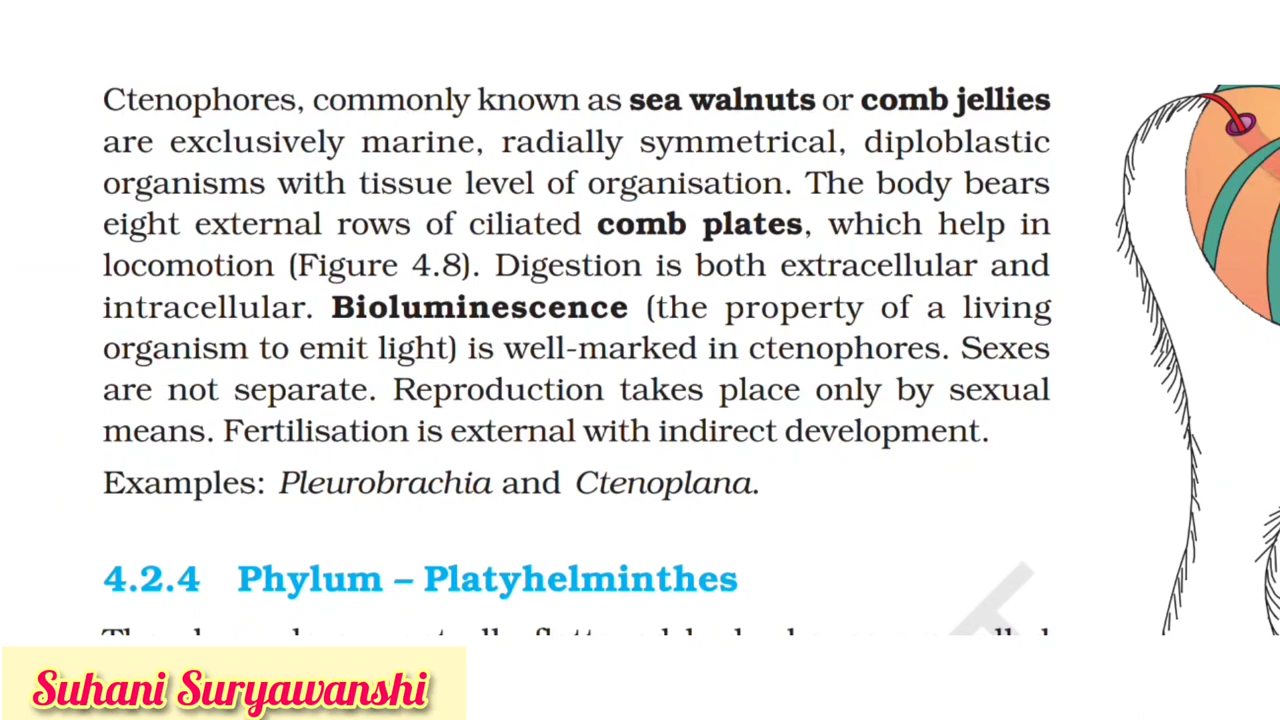 Ctenophores, commonly known as sea walnuts or comb jellies
are exclusively marine, radially symmetrical, diploblastic
organisms with tissue level of organisation. The body bears
eight external rows of ciliated comb plates, which help in
locomotion (Figure 4.8). Digestion is both extracellular and
intracellular. Bioluminescence (the property of a living
organism to emit light) is well-marked in ctenophores. Sexes
are not separate. Reproduction takes place only by sexual
means. Fertilisation is external with indirect development.
Examples: Pleurobrachia and Ctenoplana.
4.2.4 Phylum – Platyhelminthes
Suhani Suryawanshi